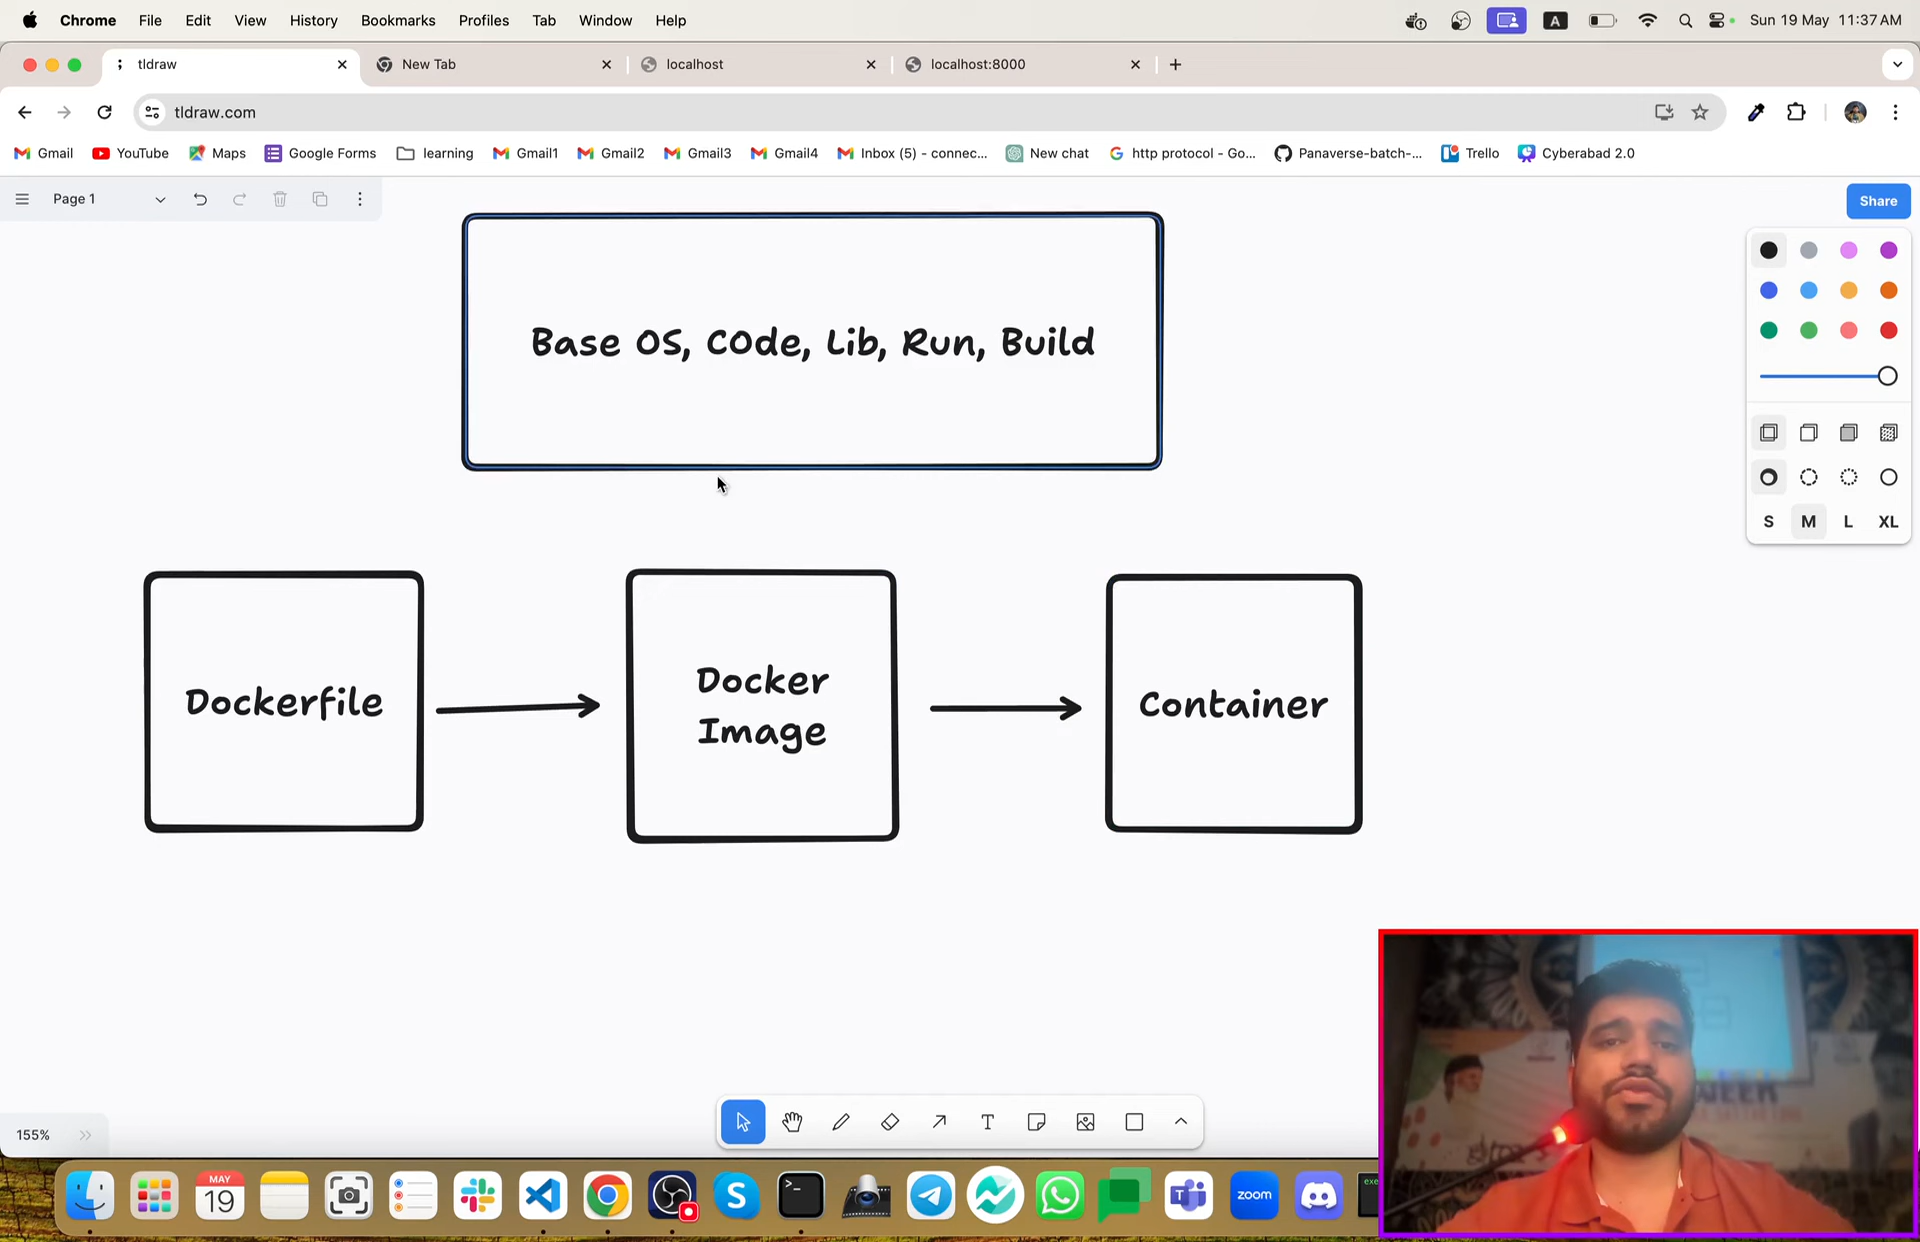 Chrome File Edit View History Bookmarks Profiles Tab Window Help
A Sun 19 May 11:37 AM
tldraw New Tab localhost localhost:8000
tldraw.com
Gmail YouTube Maps Google Forms learning Gmail1 Gmail2 Gmail3 Gmail4 Inbox (5) - connec... New chat http protocol - Go... Panaverse-batch-... Trello Cyberabad 2.0
Page 1
Share
Base OS, COde, Lib, Run, Build
S M L XL
Dockerfile
Docker
Image
Container
T
155%
MAY
19
zoom